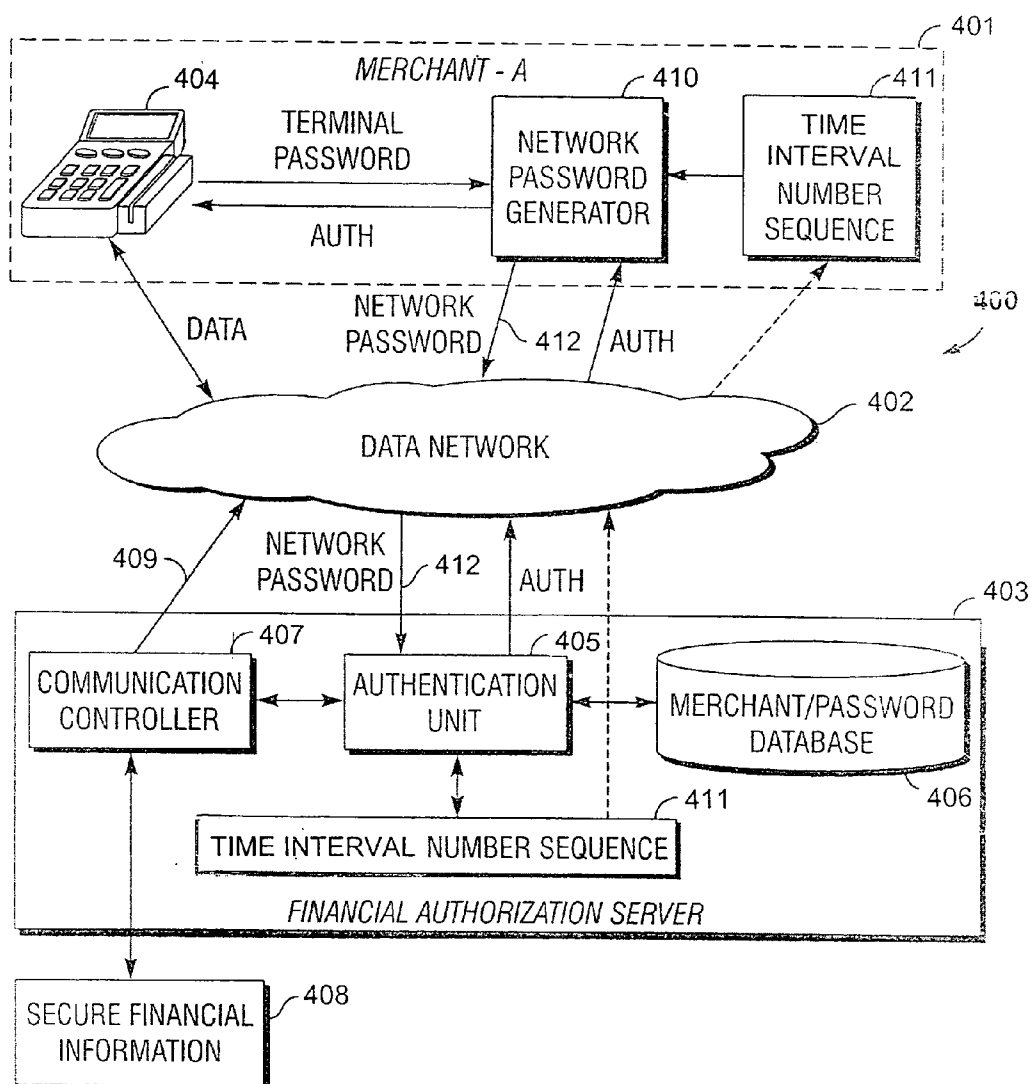 401
MERCHANT - A
404
410
411
TERMINAL
PASSWORD
NETWORK
PASSWORD
GENERATOR
TIME
INTERVAL
NUMBER
SEQUENCE
AUTH
DATA
NETWORK
PASSWORD
412
AUTH
400
402
DATA NETWORK
409
NETWORK
PASSWORD
412
AUTH
403
407
405
COMMUNICATION
CONTROLLER
AUTHENTICATION
UNIT
MERCHANT/PASSWORD
DATABASE
406
411
TIME INTERVAL NUMBER SEQUENCE
FINANCIAL AUTHORIZATION SERVER
SECURE FINANCIAL
INFORMATION
408